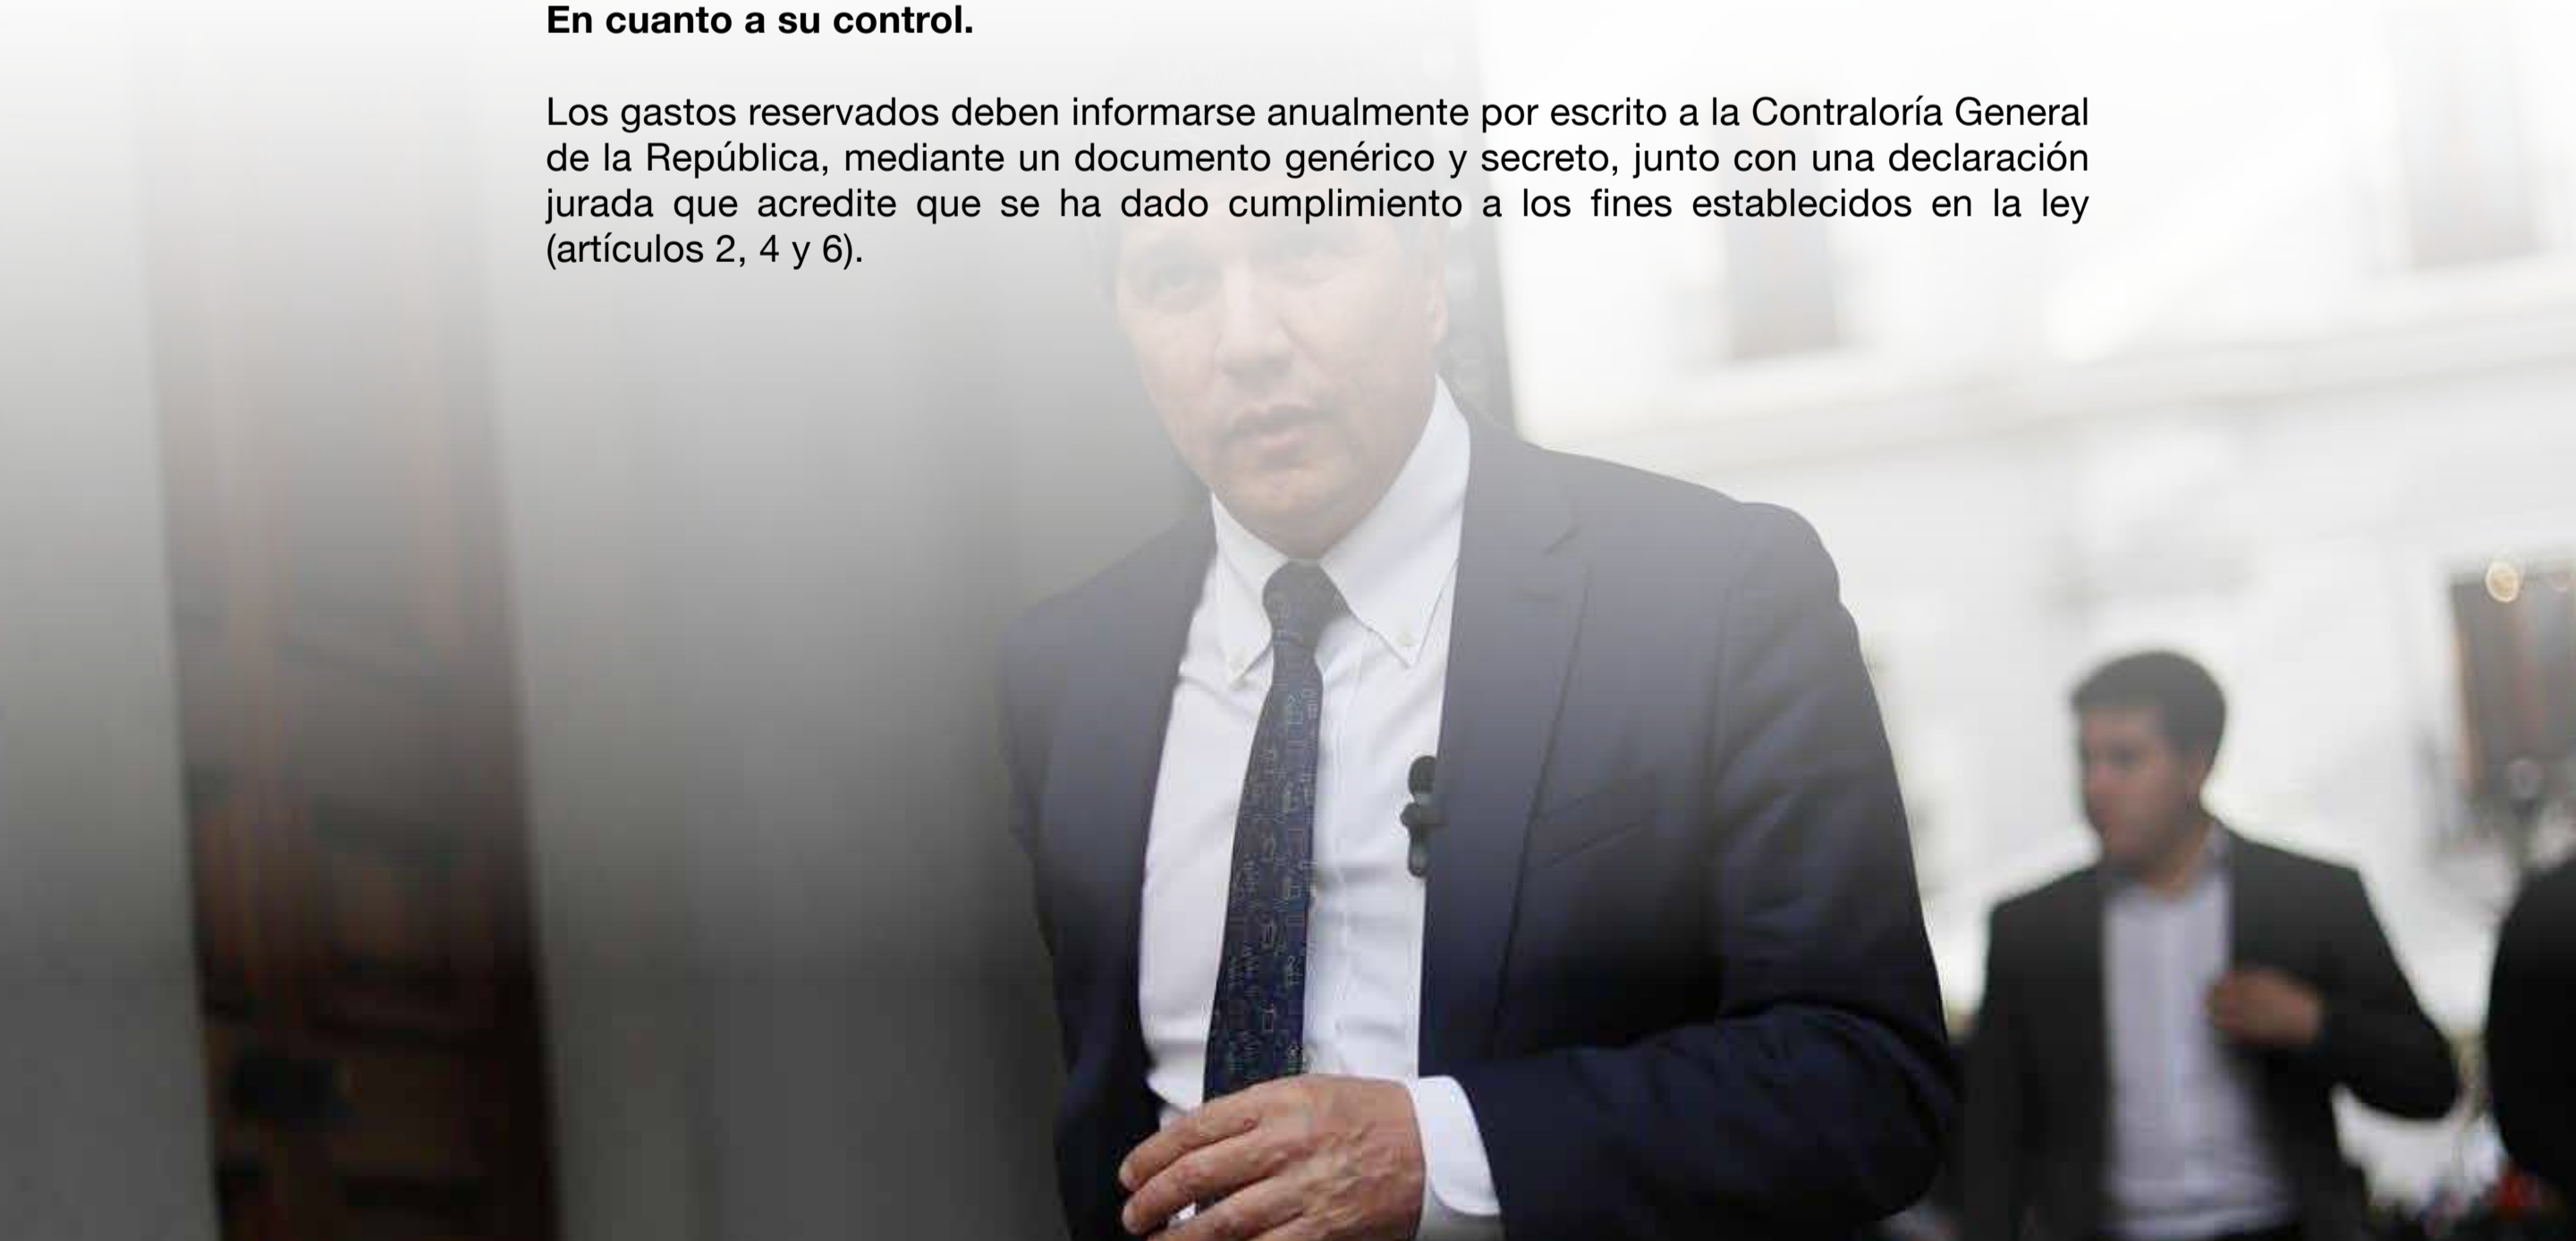 En cuanto a su control.
Los gastos reservados deben informarse anualmente por escrito a la Contraloría General
de la República, mediante un documento genérico y secreto, junto con una declaración
jurada que acredite que se ha dado cumplimiento a los fines establecidos en la ley
(artículos 2, 4 y 6).